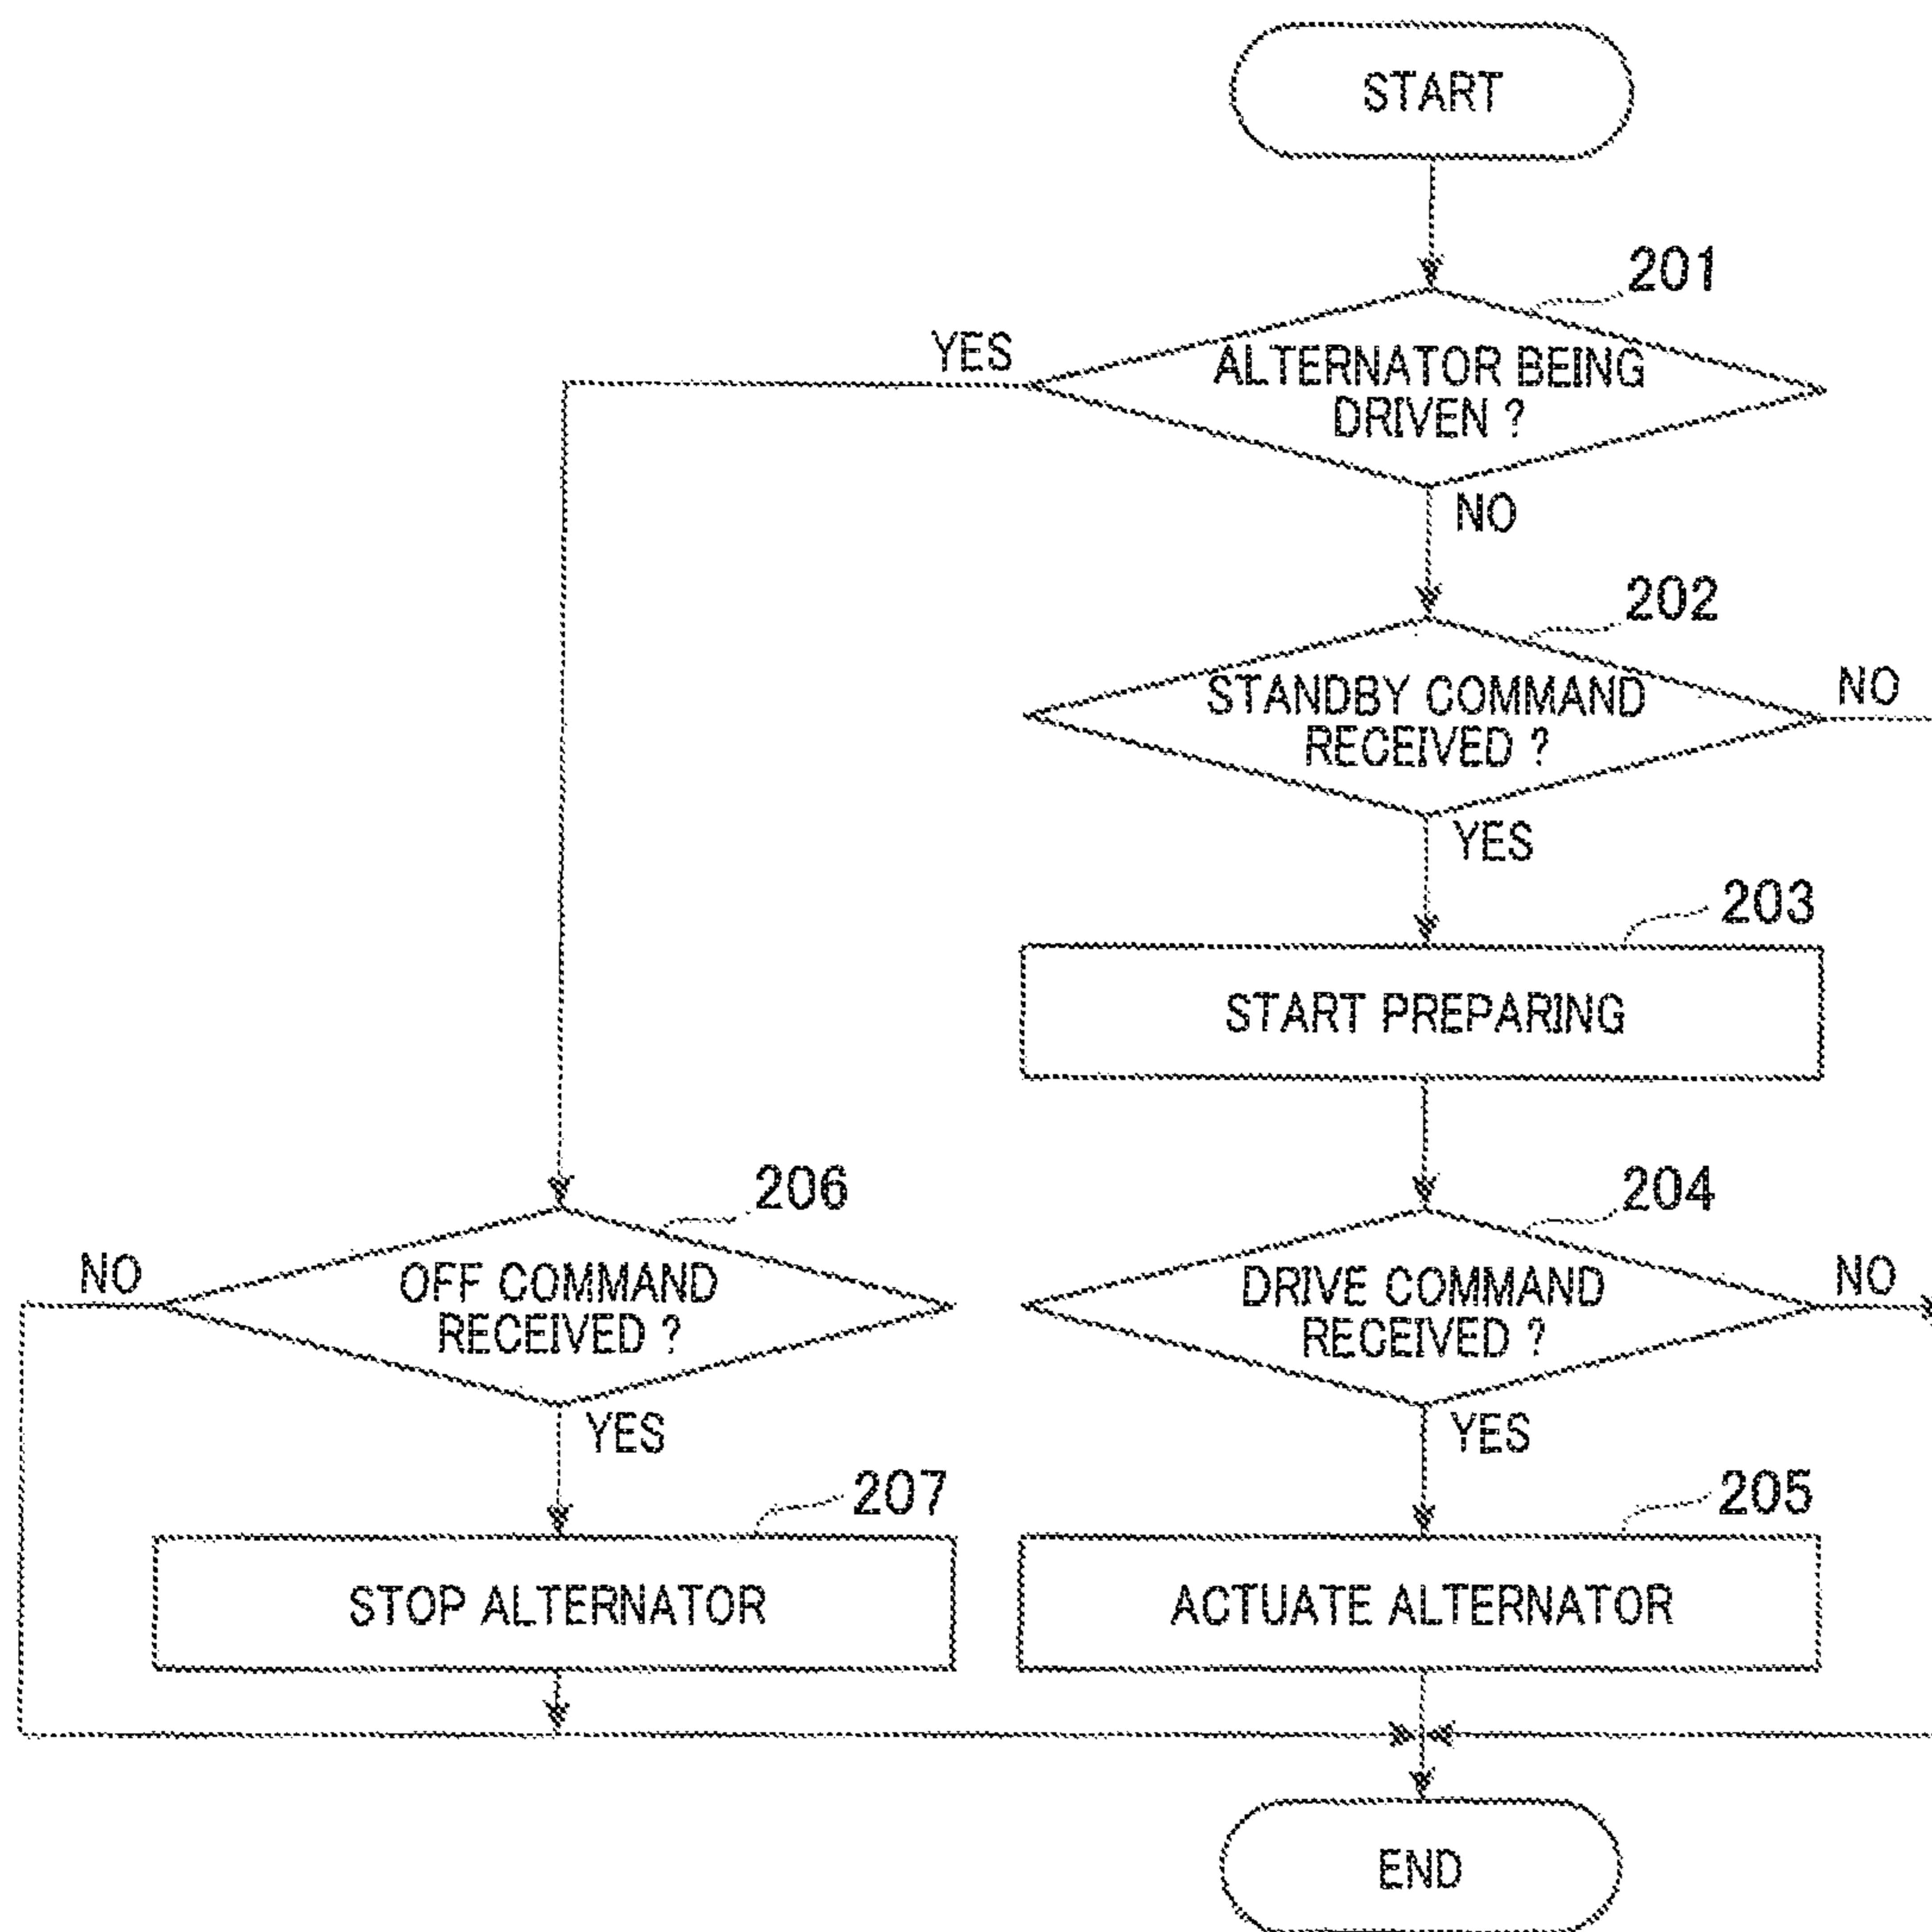 START
201
YES
ALTERNATOR BEING
DRIVEN ?
NO
202
STANDBY COMMAND
RECEIVED ?
NO
YES
203
START PREPARING
206
204
NO
OFF COMMAND
RECEIVED ?
DRIVE COMMAND
RECEIVED ?
NO
YES
YES
207
205
STOP ALTERNATOR
ACTUATE ALTERNATOR
END